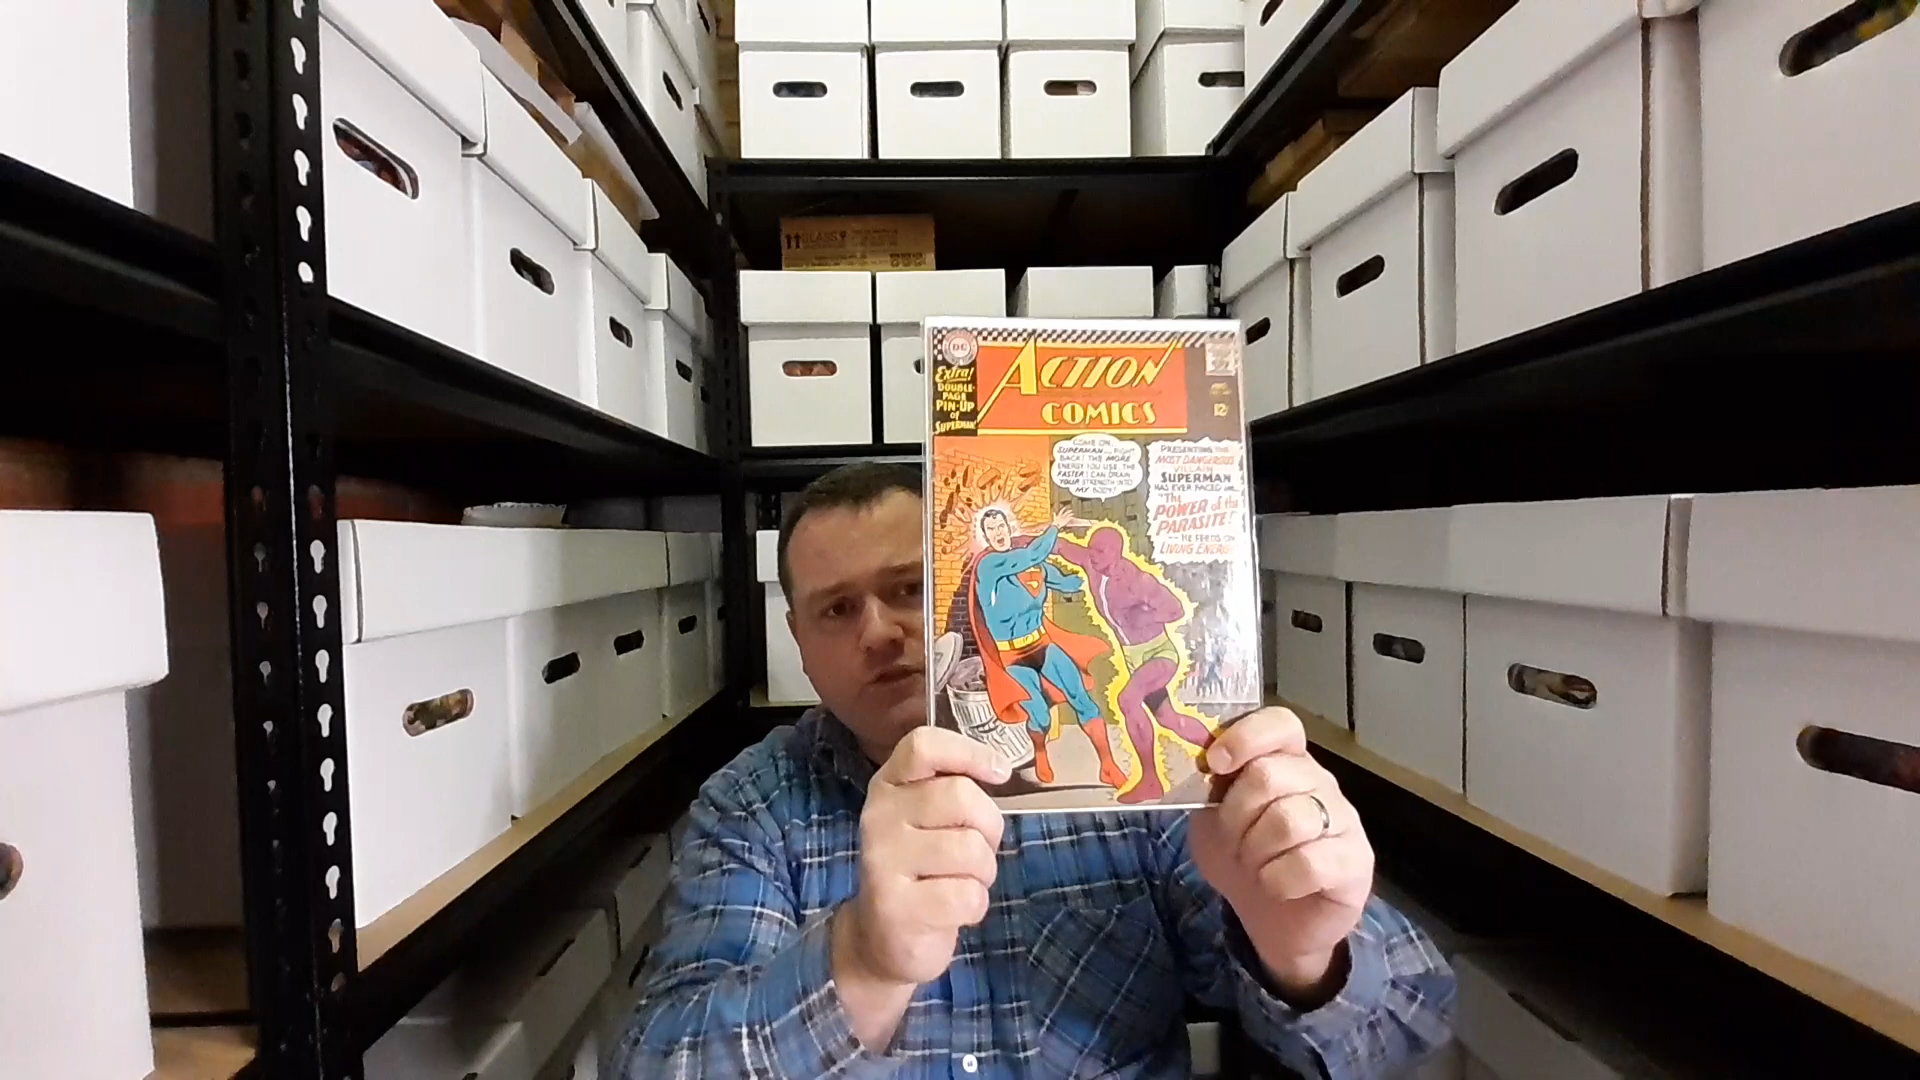 GLASS
DC
ACTION
COMICS
Extra!
DOUBLE-
PAGE
PIN-UP
of
SUPERMAN!
12¢
COME ON,
SUPERMAN... FIGHT
BACK! THE MORE
ENERGY YOU USE, THE
FASTER I CAN DRAIN
YOUR STRENGTH INTO
MY BODY!
PRESENTING THE
MOST DANGEROUS
VILLAIN
SUPERMAN
HAS EVER FACED in...
"The
POWER of the
PARASITE!"
-- HE FEEDS ON
LIVING ENERGY